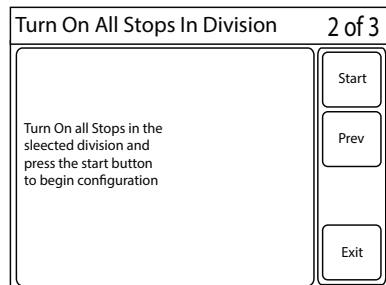 Turn On All Stops In Division 2 of 3
Start
Turn On all Stops in the
sleected division and
press the start button
to begin configuration
Prev
Exit